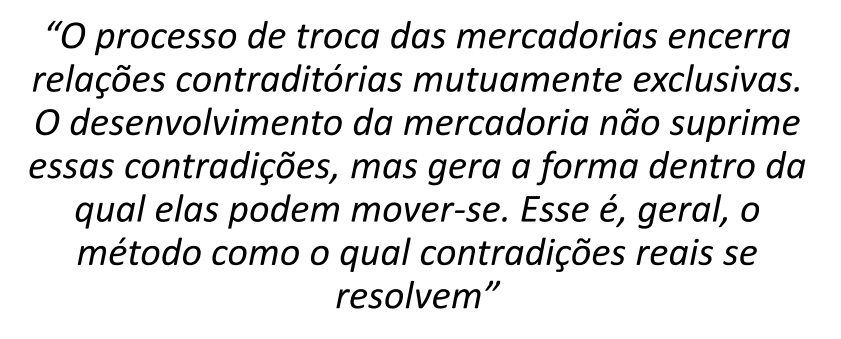 “O processo de troca das mercadorias encerra
relações contraditórias mutuamente exclusivas.
O desenvolvimento da mercadoria não suprime
essas contradições, mas gera a forma dentro da
qual elas podem mover-se. Esse é, geral, o
método como o qual contradições reais se
resolvem”